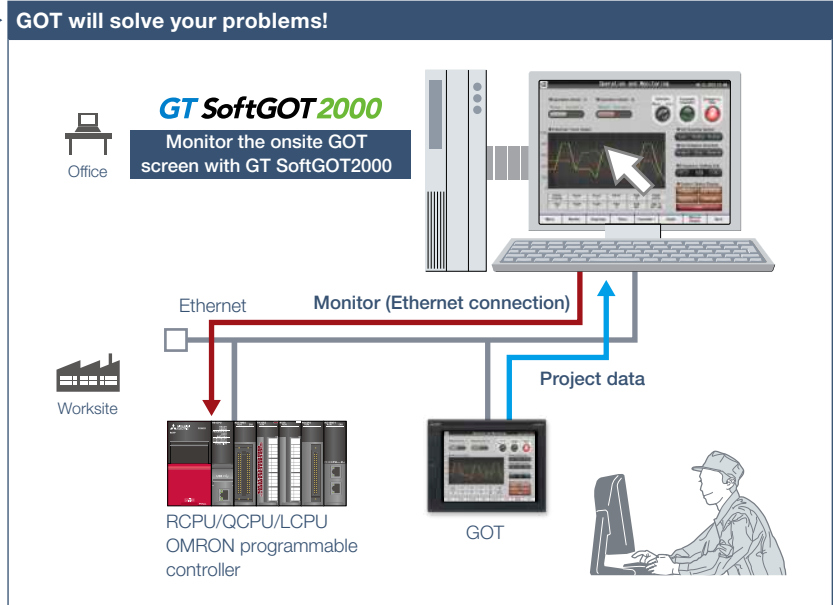 GOT will solve your problems!
GT SoftGOT2000
Monitor the onsite GOT
screen with GT SoftGOT2000
Office
Operation and Monitoring
Ethernet
Monitor (Ethernet connection)
Project data
Worksite
RCPU/QCPU/LCPU
OMRON programmable
controller
GOT